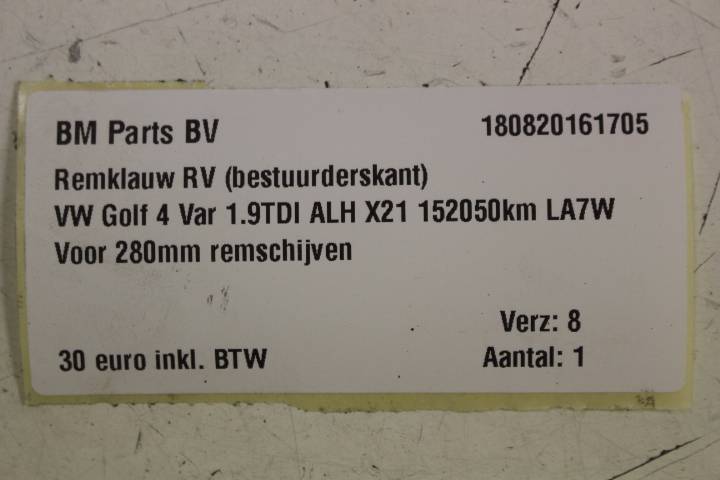 BM Parts BV 180820161705
Remklauw RV (bestuurderskant)
VW Golf 4 Var 1.9TDI ALH X21 152050km LA7W
Voor 280mm remschijven
Verz: 8
30 euro inkl. BTW Aantal: 1